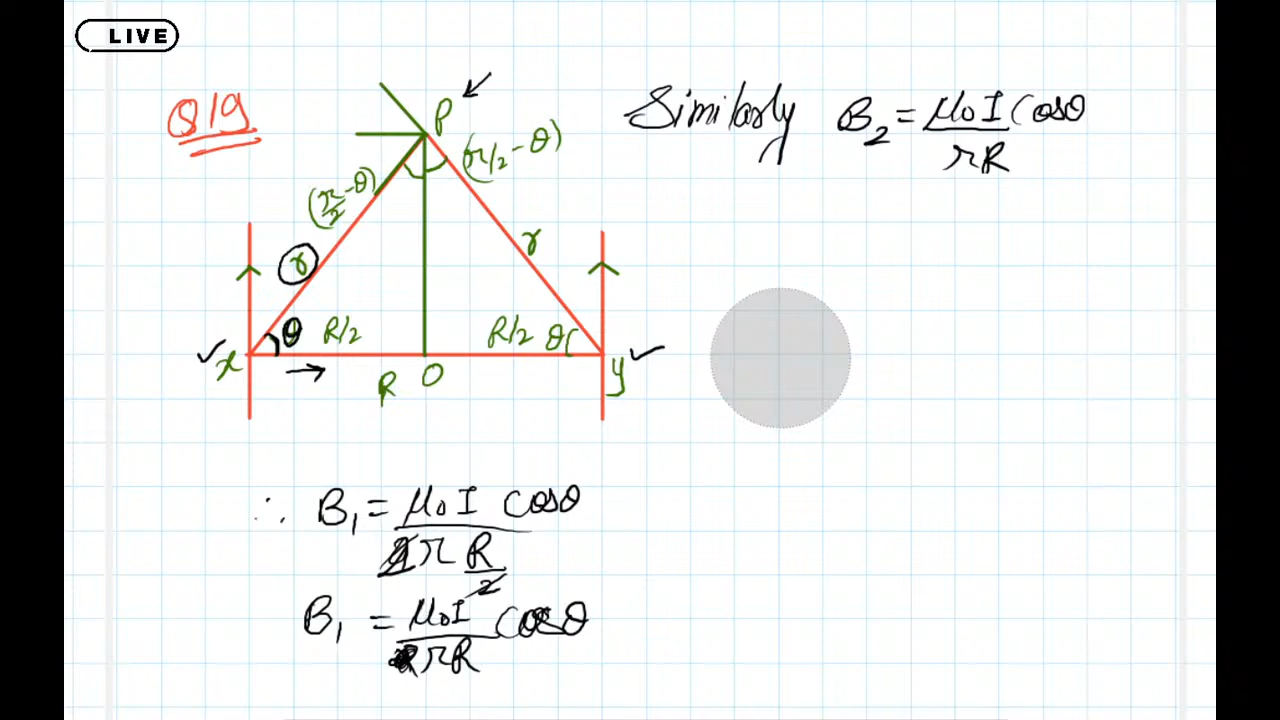 LIVE
Q19
P
(π/2 - θ)
(π/2 - θ)
r
r
θ
R/2
R/2
θ
x
R
O
y
∴ B₁ = μ₀I cosθ / 2π R/2
B₁ = μ₀I cosθ / πR
Similarly B₂ = μ₀I cosθ / πR